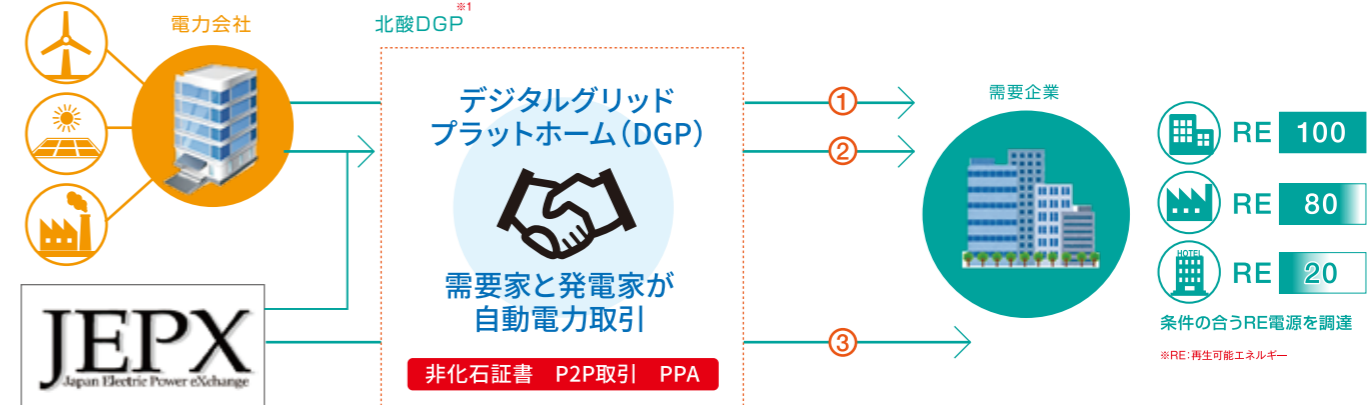 電力会社
北酸DGP※1
デジタルグリッド
プラットホーム（DGP）
需要家と発電家が
自動電力取引
非化石証書　P2P取引　PPA
JEPX
Japan Electric Power eXchange
①
②
③
需要企業
RE 100
RE 80
HOTEL
RE 20
条件の合うRE電源を調達
※RE：再生可能エネルギー